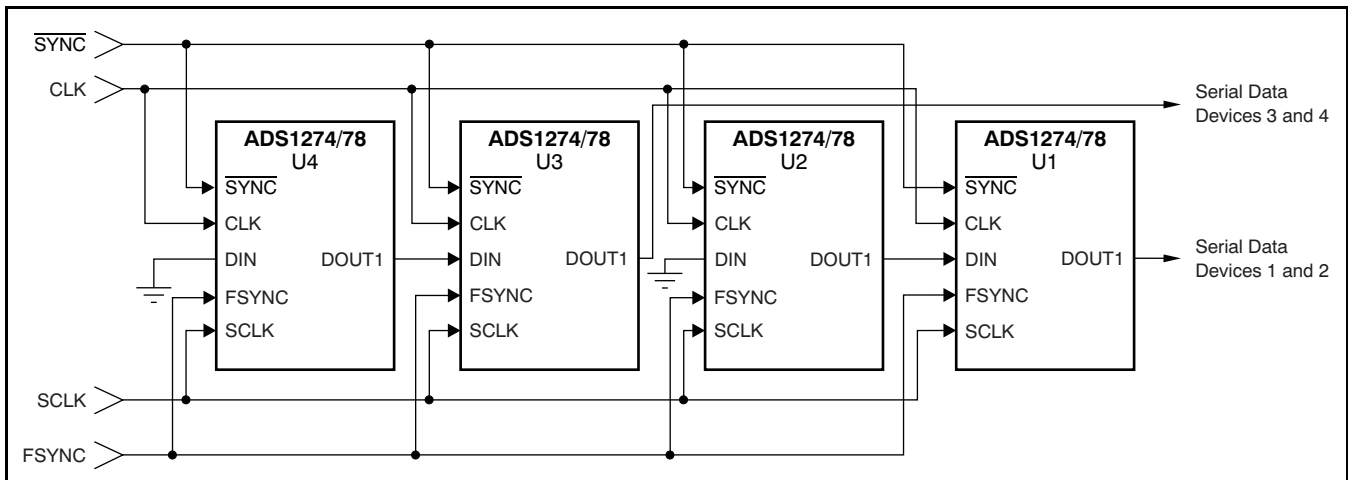 SYNC
CLK
Serial Data
Devices 3 and 4
ADS1274/78
U4
SYNC
CLK
DIN
DOUT1
FSYNC
SCLK
ADS1274/78
U3
SYNC
CLK
DIN
DOUT1
FSYNC
SCLK
ADS1274/78
U2
SYNC
CLK
DIN
DOUT1
FSYNC
SCLK
ADS1274/78
U1
SYNC
CLK
DIN
DOUT1
FSYNC
SCLK
Serial Data
Devices 1 and 2
SCLK
FSYNC